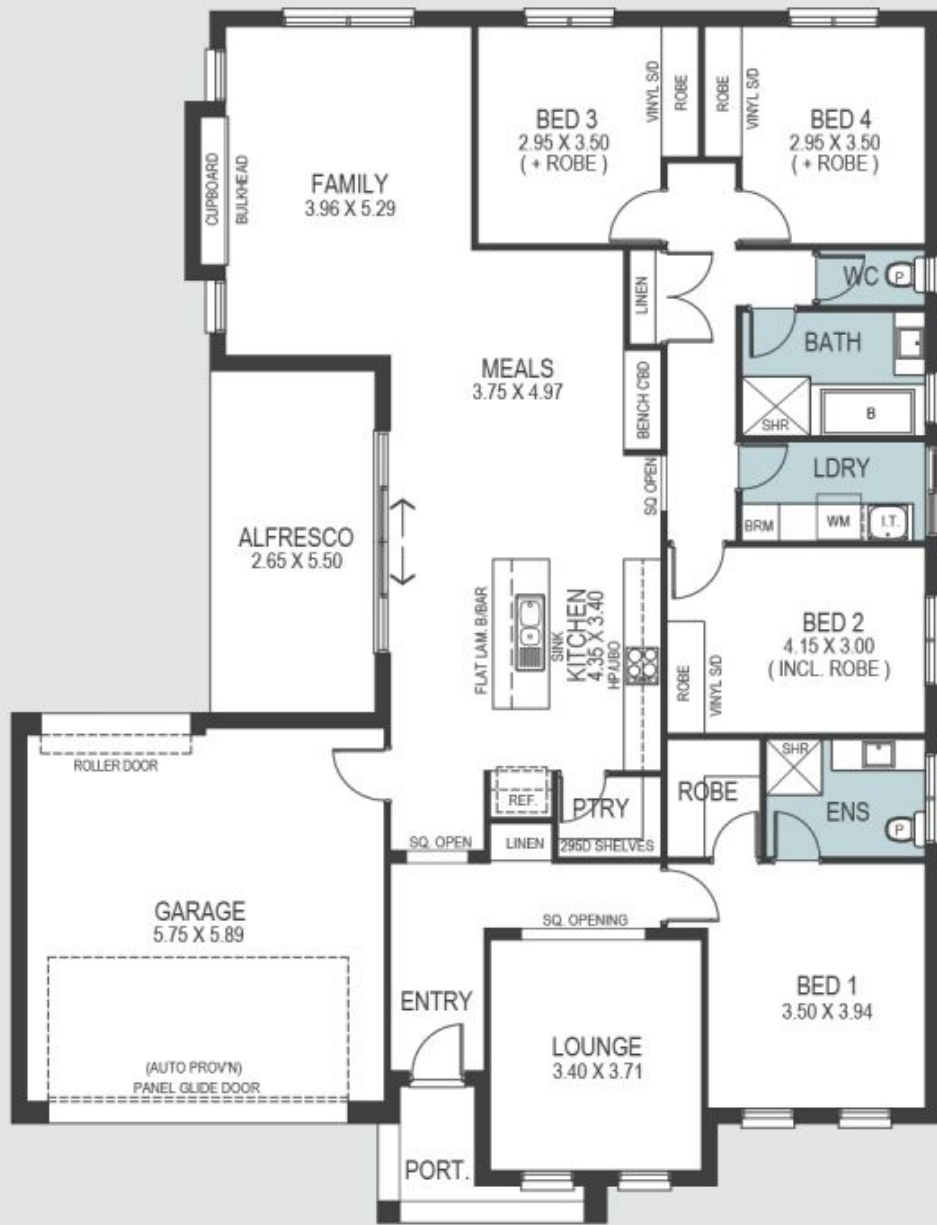 BED 3
2.95 X 3.50
( + ROBE )
VINYL S/D
ROBE
ROBE
VINYL S/D
BED 4
2.95 X 3.50
( + ROBE )
CUPBOARD
BULKHEAD
FAMILY
3.96 X 5.29
LINEN
WC
P
BATH
SHR
B
MEALS
3.75 X 4.97
BENCH C'BD
SQ. OPEN
LDRY
BRM
WM
I.T.
ALFRESCO
2.65 X 5.50
FLAT LAM. B/BAR
SINK
KITCHEN
4.35 X 3.40
HP/UBO
BED 2
4.15 X 3.00
( INCL. ROBE )
ROBE
VINYL S/D
ROLLER DOOR
REF.
PTRY
295D SHELVES
ROBE
SHR
ENS
P
SQ. OPEN
LINEN
SQ. OPENING
GARAGE
5.75 X 5.89
ENTRY
BED 1
3.50 X 3.94
LOUNGE
3.40 X 3.71
(AUTO PROV'N)
PANEL GLIDE DOOR
PORT.